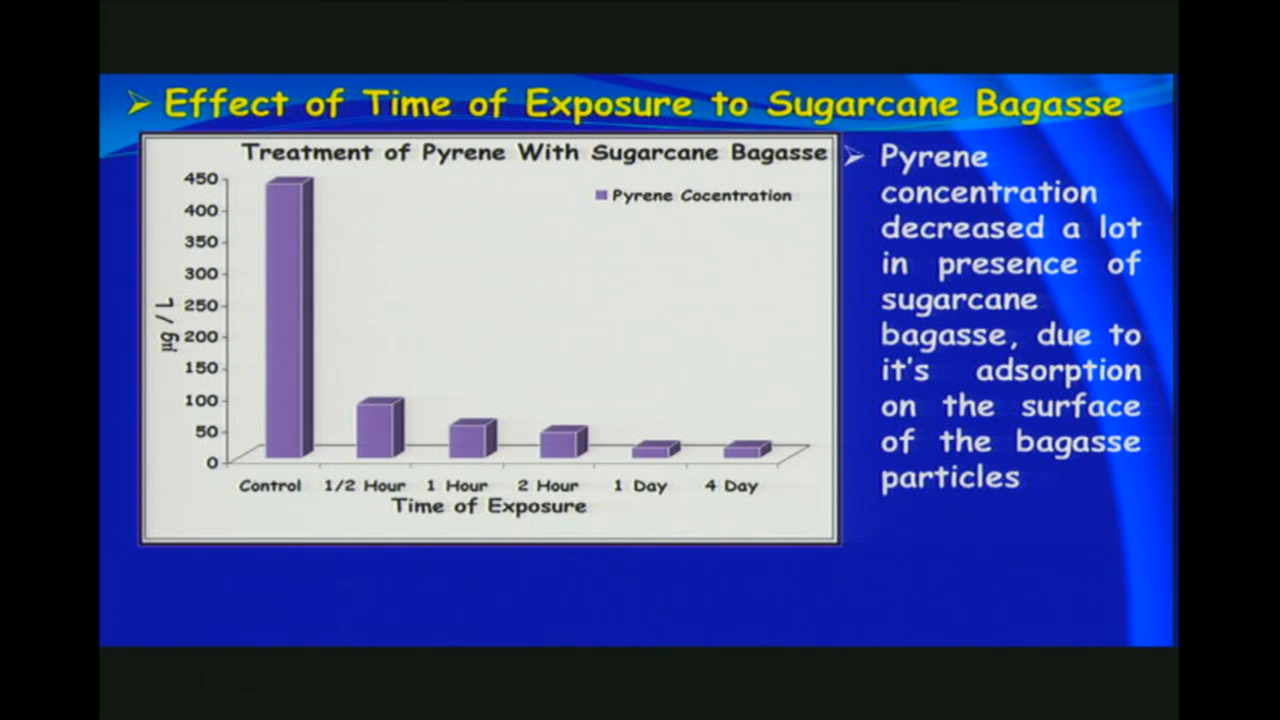 ➢ Effect of Time of Exposure to Sugarcane Bagasse
Treatment of Pyrene With Sugarcane Bagasse
Pyrene Cocentration
450
400
350
300
250
200
150
100
50
0
µg / L
Control 1/2 Hour 1 Hour 2 Hour 1 Day 4 Day
Time of Exposure
➢ Pyrene
concentration
decreased a lot
in presence of
sugarcane
bagasse, due to
it's adsorption
on the surface
of the bagasse
particles